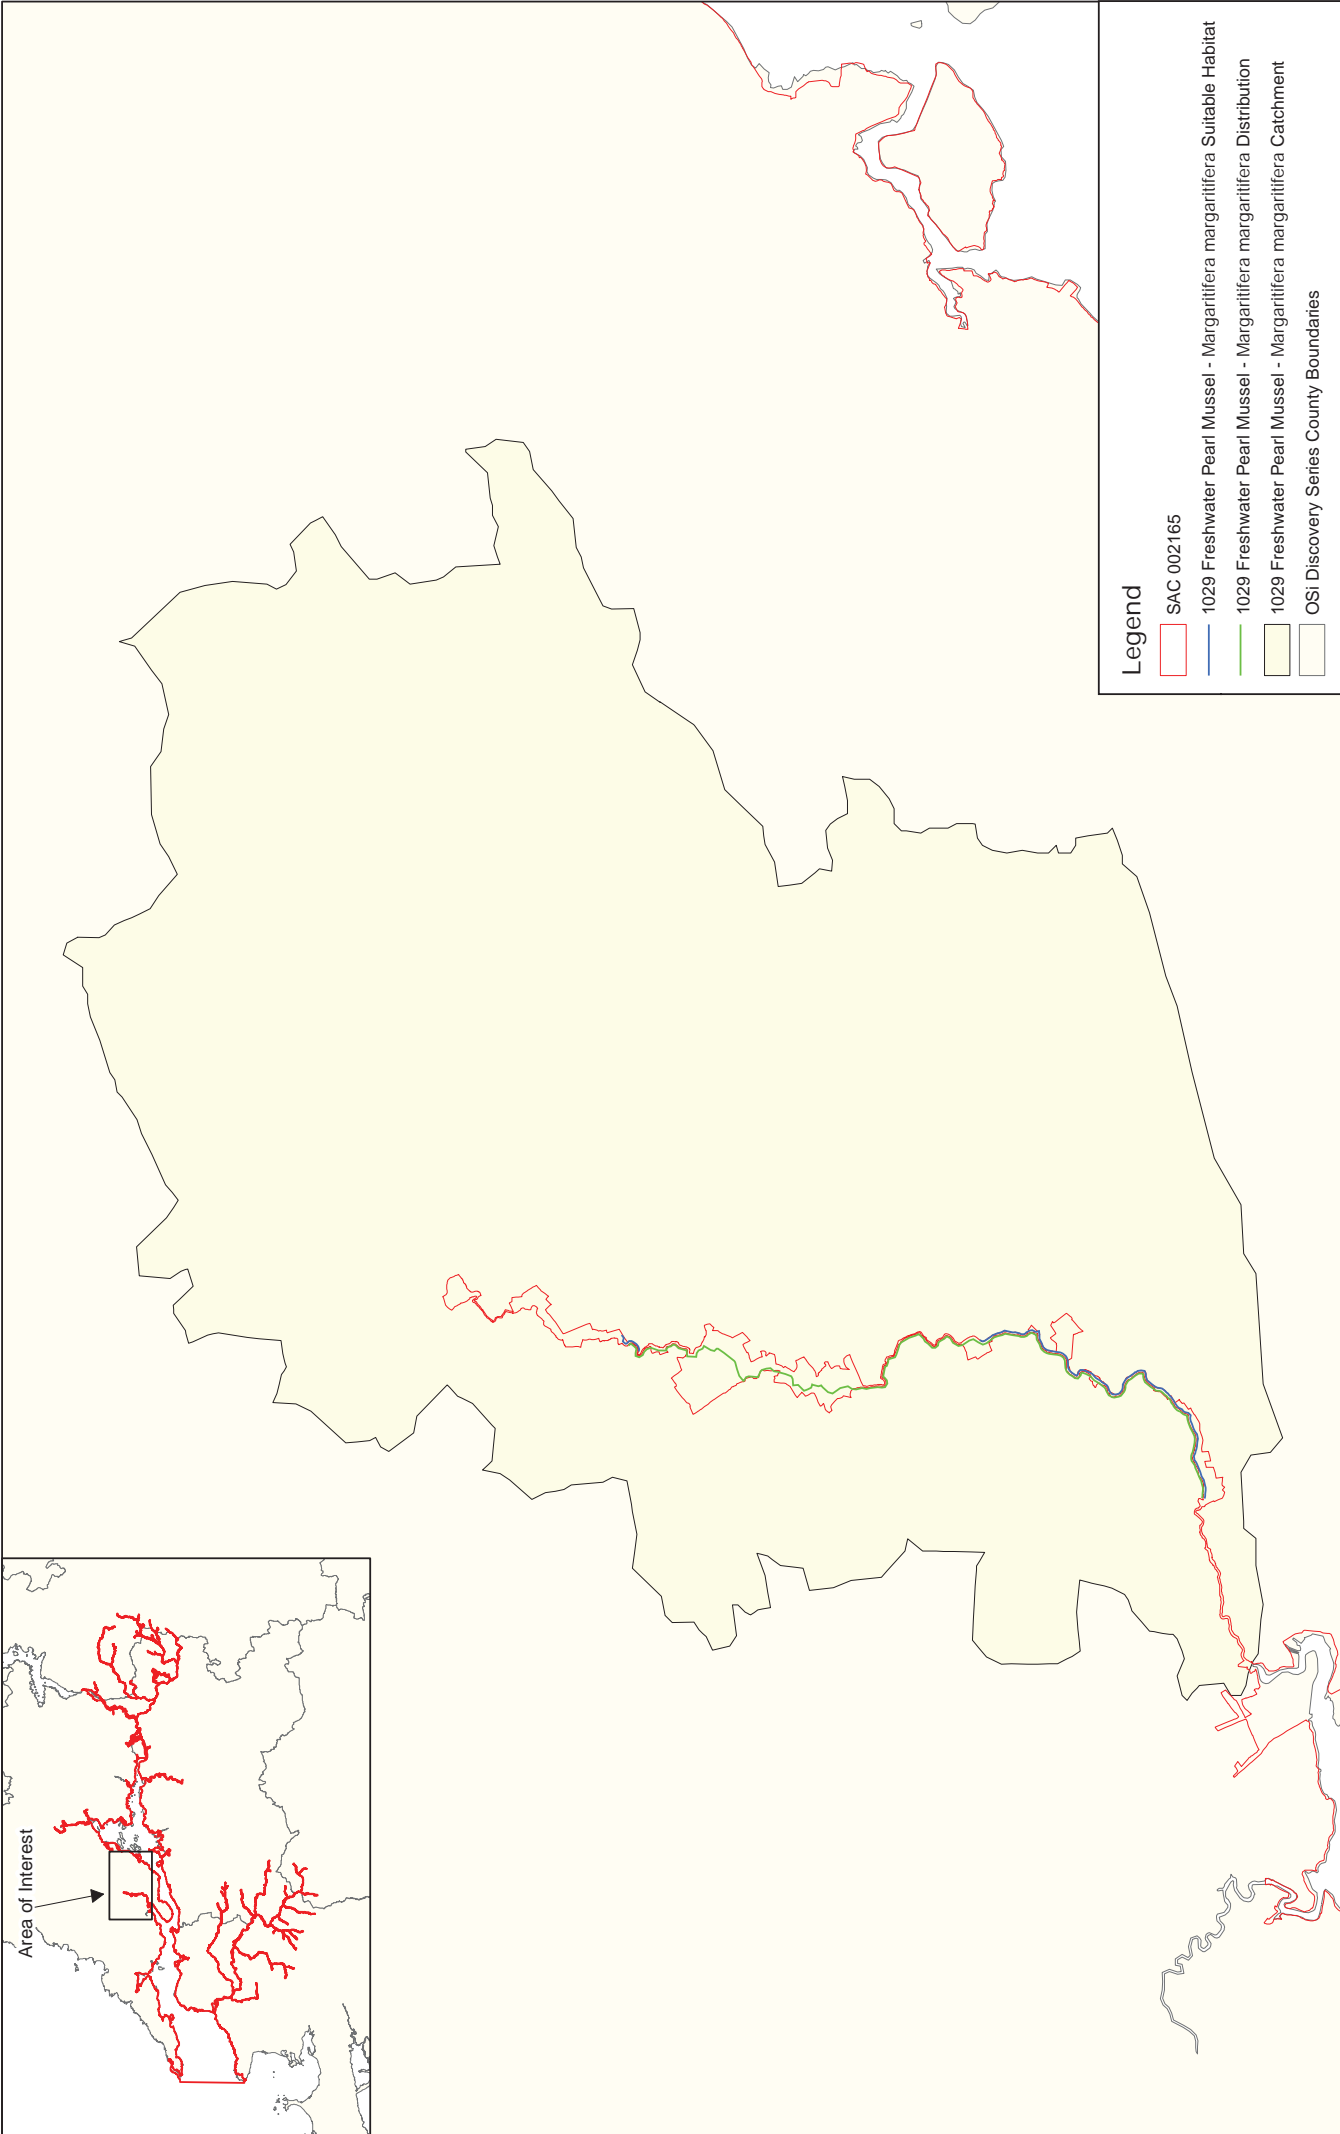 Area of Interest
Legend
SAC 002165
1029 Freshwater Pearl Mussel - Margaritifera margaritifera Suitable Habitat
1029 Freshwater Pearl Mussel - Margaritifera margaritifera Distribution
1029 Freshwater Pearl Mussel - Margaritifera margaritifera Catchment
OSi Discovery Series County Boundaries